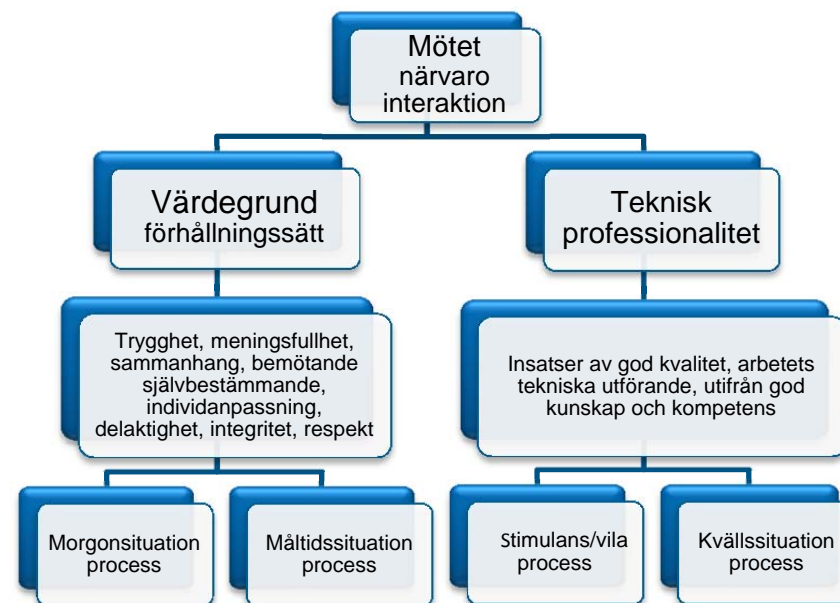 Mötet
närvaro
interaktion
Värdegrund
förhållningssätt
Teknisk
professionalitet
Trygghet, meningsfullhet,
sammanhang, bemötande
självbestämmande,
individanpassning,
delaktighet, integritet, respekt
Insatser av god kvalitet, arbetets
tekniska utförande, utifrån god
kunskap och kompetens
Morgonsituation
process
Måltidssituation
process
Stimulans/vila
process
Kvällssituation
process